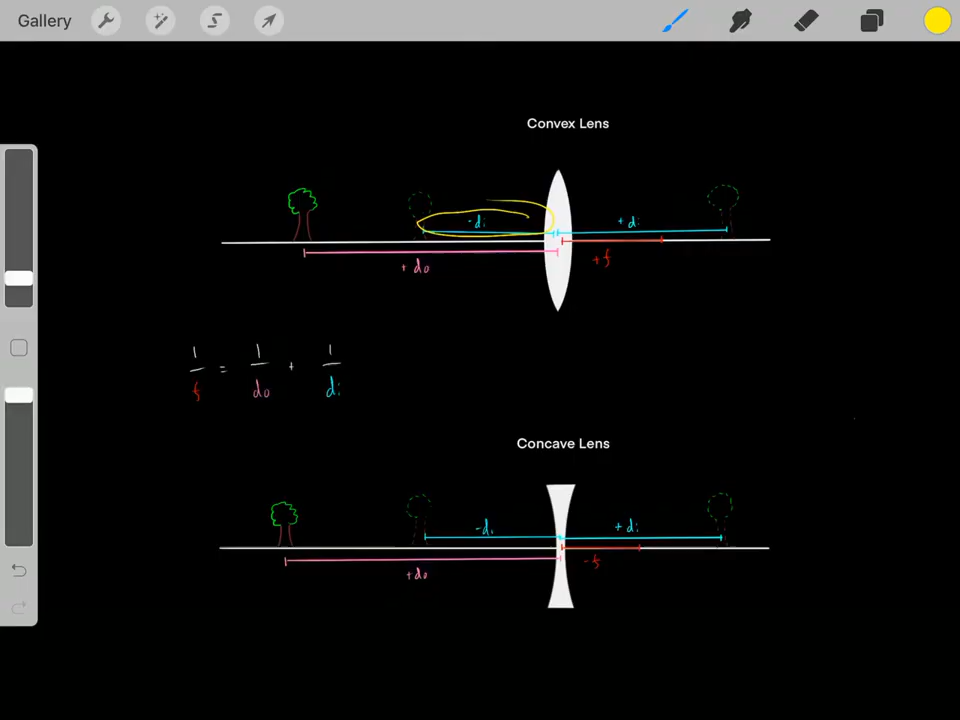 Gallery
Convex Lens
-di
+di
+do
+f
1/f = 1/do + 1/di
Concave Lens
-di
+di
-f
+do